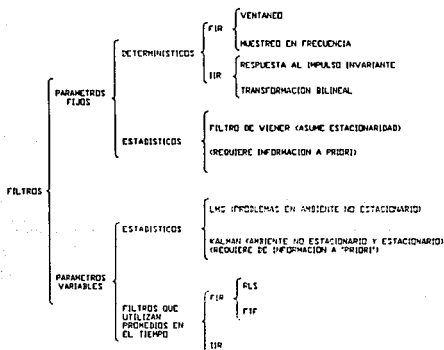 VENTANEO
FIR
MUESTREO EN FRECUENCIA
DETERMINISTICOS
RESPUESTA AL IMPULSO INVARIANTE
IIR
TRANSFORMACION BILINEAL
PARAMETROS
FIJOS
FILTRO DE WIENER (ASUME ESTACIONARIDAD)
ESTADISTICOS
(REQUIERE INFORMACION A PRIORI)
FILTROS
LMS (PROBLEMAS EN AMBIENTE NO ESTACIONARIO)
ESTADISTICOS
KALMAN (AMBIENTE NO ESTACIONARIO Y ESTACIONARIO)
(REQUIERE DE INFORMACION A "PRIORI")
PARAMETROS
VARIABLES
RLS
FIR
FTF
FILTROS QUE
UTILIZAN
PROMEDIOS EN
EL TIEMPO
IIR